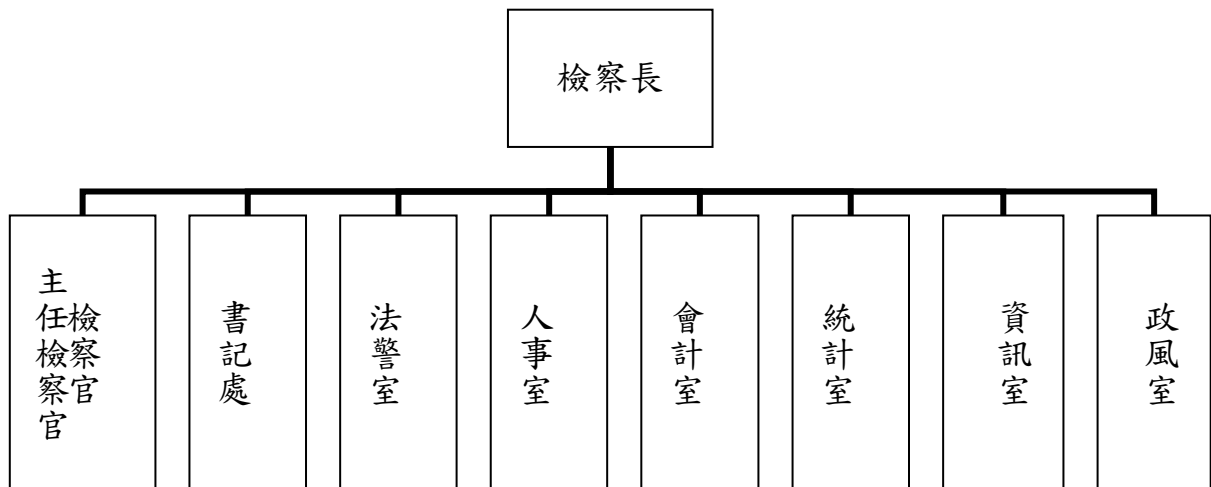 檢察長
主任檢察官
檢察官
書記處
法警室
人事室
會計室
統計室
資訊室
政風室